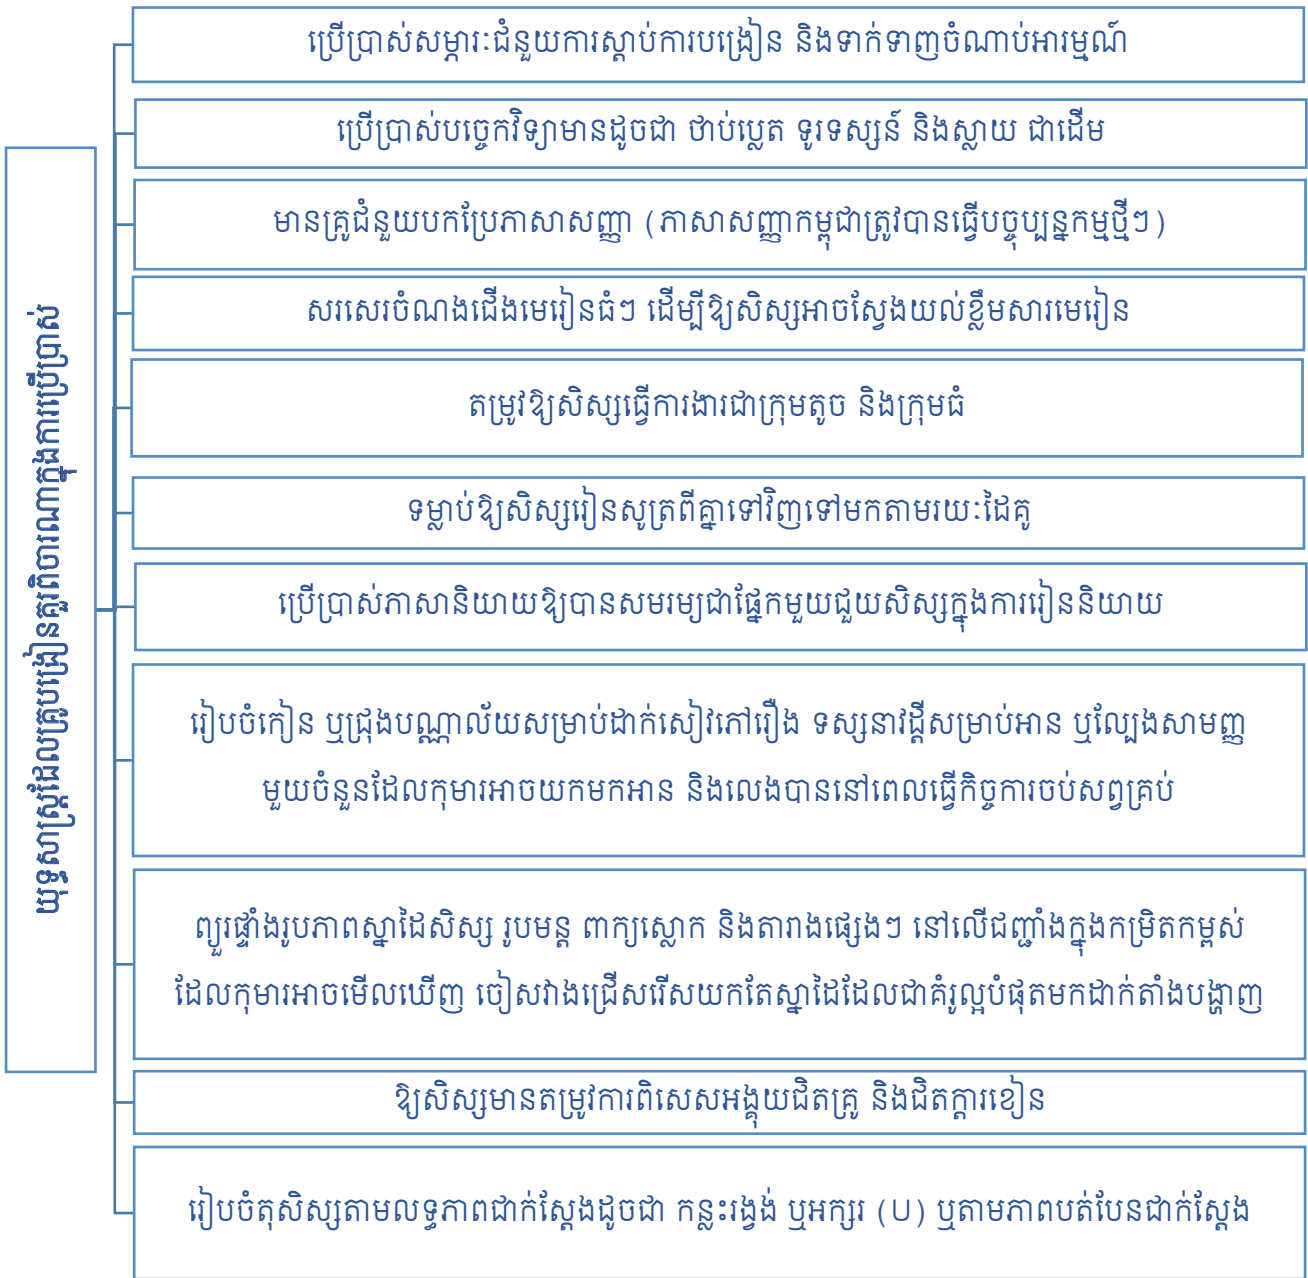 យុទ្ធសាស្ត្រដែលគ្រូបង្រៀនគួរពិចារណាក្នុងការប្រើប្រាស់
ប្រើប្រាស់សម្ភារៈជំនួយការស្តាប់ការបង្រៀន និងទាក់ទាញចំណាប់អារម្មណ៍
ប្រើប្រាស់បច្ចេកវិទ្យាមានដូចជា ថាប់ប្លេត ទូរទស្សន៍ និងស្លាយ ជាដើម
មានគ្រូជំនួយបកប្រែភាសាសញ្ញា (ភាសាសញ្ញាកម្ពុជាត្រូវបានធ្វើបច្ចុប្បន្នកម្មថ្មីៗ)
សរសេរចំណងជើងមេរៀនធំៗ ដើម្បីឱ្យសិស្សអាចស្វែងយល់ខ្លឹមសារមេរៀន
តម្រូវឱ្យសិស្សធ្វើការងារជាក្រុមតូច និងក្រុមធំ
ទម្លាប់ឱ្យសិស្សរៀនសូត្រពីគ្នាទៅវិញទៅមកតាមរយៈដៃគូ
ប្រើប្រាស់ភាសានិយាយឱ្យបានសមរម្យជាផ្នែកមួយជួយសិស្សក្នុងការរៀននិយាយ
រៀបចំកៀន ឬជ្រុងបណ្ណាល័យសម្រាប់ដាក់សៀវភៅរឿង ទស្សនាវដ្តីសម្រាប់អាន ឬល្បែងសាមញ្ញ
មួយចំនួនដែលកុមារអាចយកមកអាន និងលេងបាននៅពេលធ្វើកិច្ចការចប់សព្វគ្រប់
ព្យួរផ្ទាំងរូបភាពស្នាដៃសិស្ស រូបមន្ត ពាក្យស្លោក និងតារាងផ្សេងៗ នៅលើជញ្ជាំងក្នុងកម្រិតកម្ពស់
ដែលកុមារអាចមើលឃើញ ចៀសវាងជ្រើសរើសយកតែស្នាដៃដែលជាគំរូល្អបំផុតមកដាក់តាំងបង្ហាញ
ឱ្យសិស្សមានតម្រូវការពិសេសអង្គុយជិតគ្រូ និងជិតក្តារខៀន
រៀបចំតុសិស្សតាមលទ្ធភាពជាក់ស្តែងដូចជា កន្លះរង្វង់ ឬអក្សរ (U) ឬតាមភាពបត់បែនជាក់ស្តែង